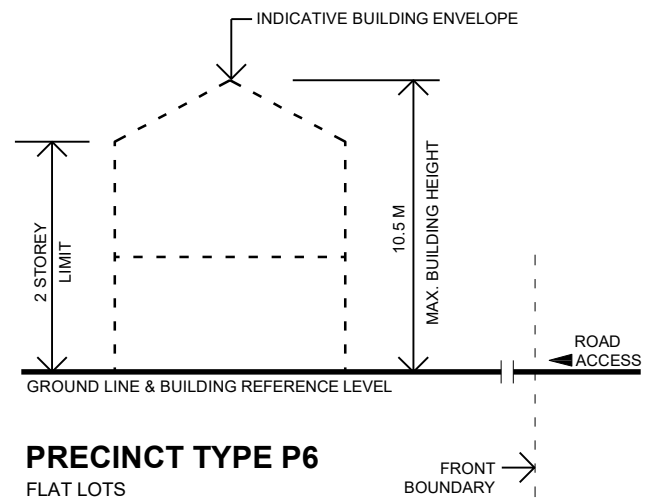 INDICATIVE BUILDING ENVELOPE
2 STOREY
LIMIT
10.5 M
MAX. BUILDING HEIGHT
ROAD
ACCESS
GROUND LINE & BUILDING REFERENCE LEVEL
PRECINCT TYPE P6
FLAT LOTS
FRONT
BOUNDARY